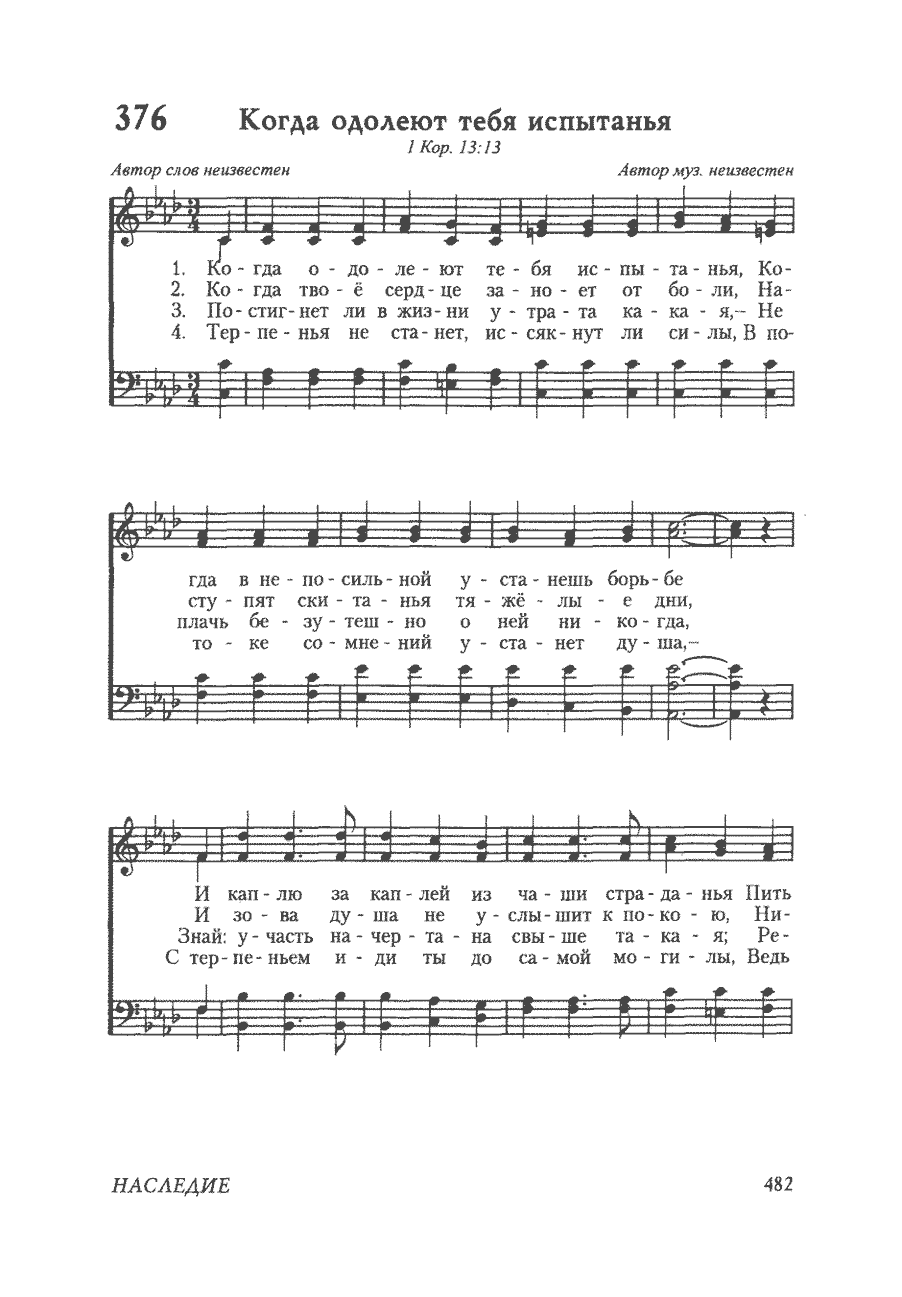 376 Когда одолеют тебя испытанья
1 Кор. 13:13
Автор слов неизвестен Автор муз. неизвестен
1. Ко - гда о - до - ле - ют те - бя ис - пы - та - нья, Ко-
2. Ко - гда тво - ё серд - це за - но - ет от бо - ли, На-
3. По - стиг - нет ли в жиз - ни у - тра - та ка - ка - я,– Не
4. Тер - пе - нья не ста - нет, ис - сяк - нут ли си - лы, В по-
гда в не - по - силь - ной у - ста - нешь борь - бе
сту - пят ски - та - нья тя - жё - лы - е дни,
плачь бе - зу - теш - но о ней ни - ко - гда,
то - ке со - мне - ний у - ста - нет ду - ша,–
И кап - лю за кап - лей из ча - ши стра - да - нья Пить
И зо - ва ду - ша не у - слы - шит к по - ко - ю, Ни-
Знай: у - часть на - чер - та - на свы - ше та - ка - я; Ре-
С тер - пе - ньем и - ди ты до са - мой мо - ги - лы, Ведь
НАСЛЕДИЕ 482